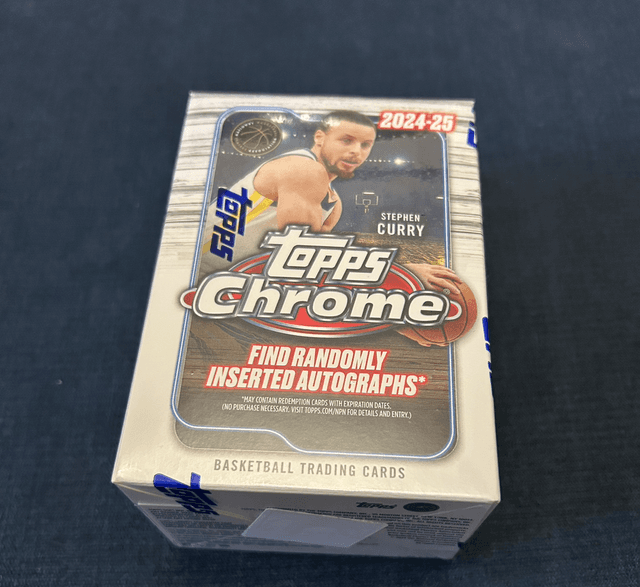 2024-25
STEPHEN
CURRY
topps
topps
Chrome
FIND RANDOMLY
INSERTED AUTOGRAPHS*
*MAY CONTAIN REDEMPTION CARDS WITH EXPIRATION DATES.
(NO PURCHASE NECESSARY. VISIT TOPPS.COM/NPN FOR DETAILS AND ENTRY.)
BASKETBALL TRADING CARDS
topps
topps